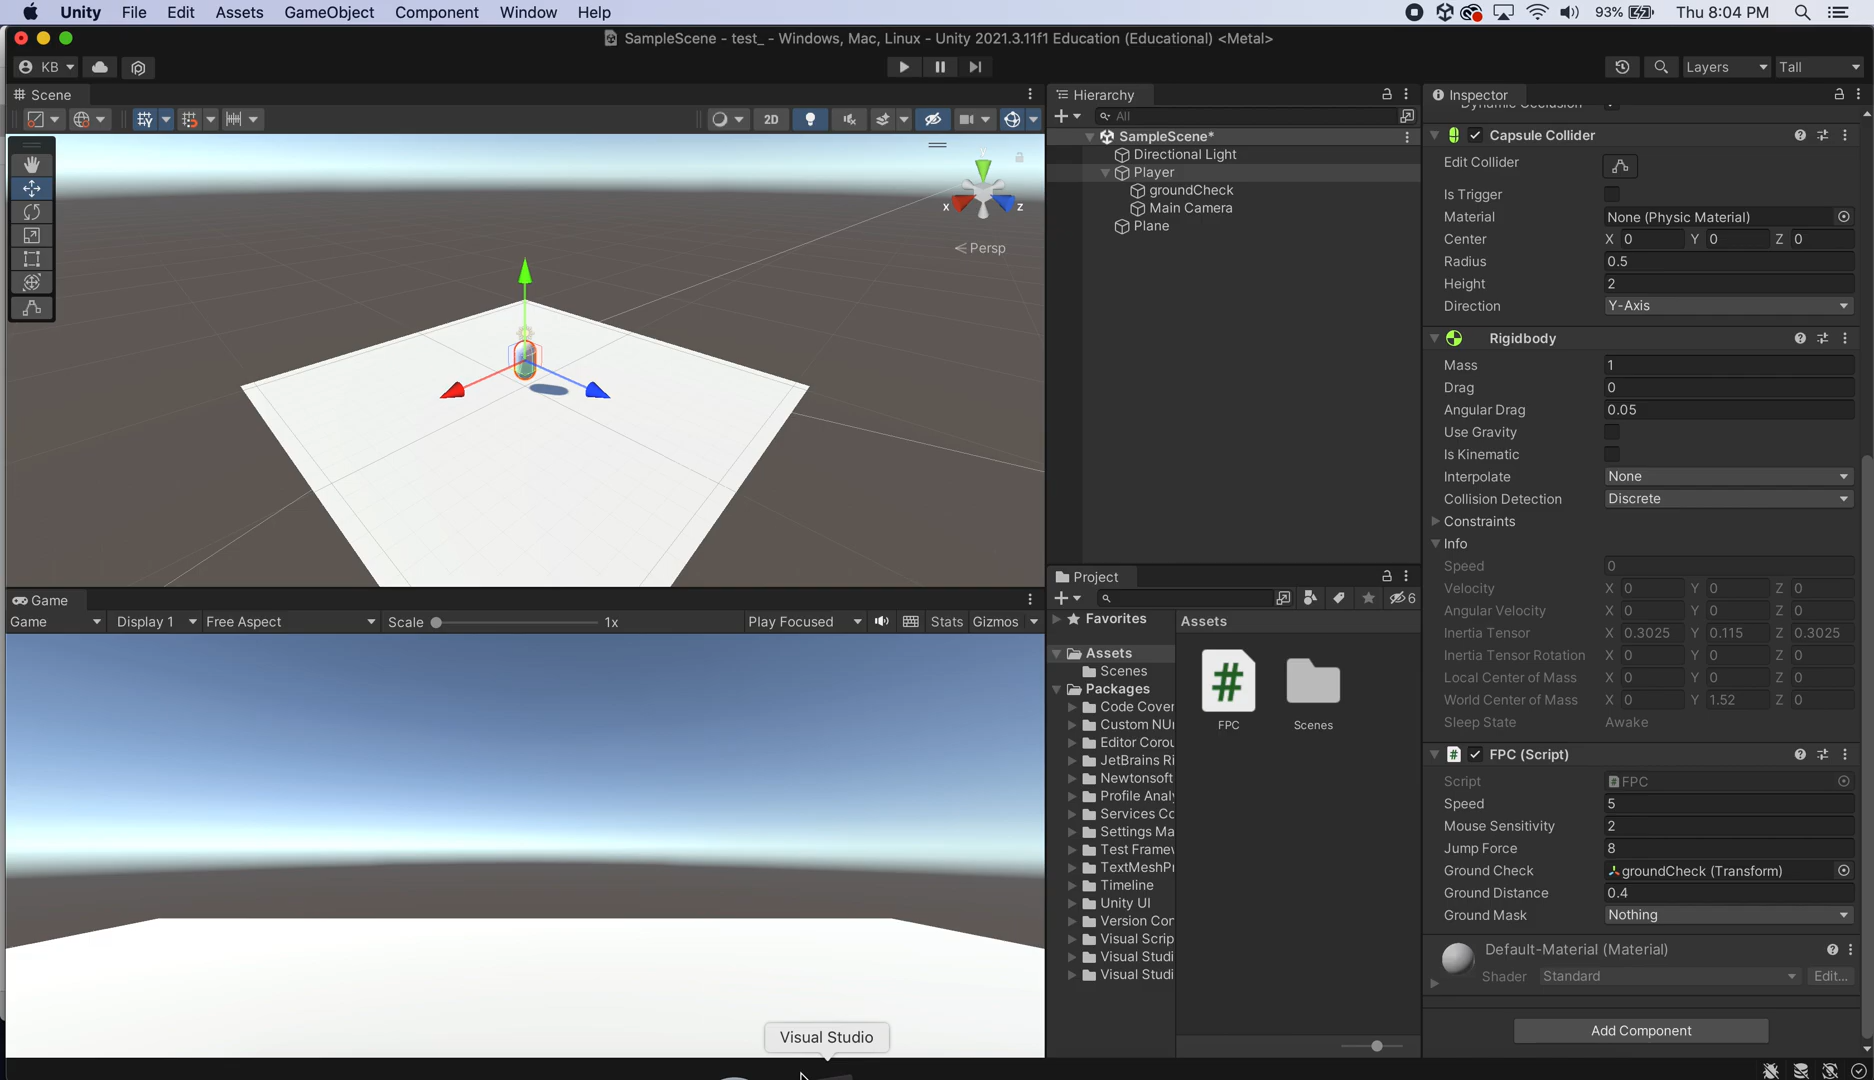 Unity File Edit Assets GameObject Component Window Help 93% Thu 8:04 PM
SampleScene - test_ - Windows, Mac, Linux - Unity 2021.3.11f1 Education (Educational) <Metal>
KB Layers Tall
Scene
2D
y
x z
Persp
Game
Game Display 1 Free Aspect Scale 1x Play Focused Stats Gizmos
Visual Studio
Hierarchy
All
SampleScene*
Directional Light
Player
groundCheck
Main Camera
Plane
Project
6
Favorites
Assets
Scenes
Packages
Code Cover
Custom NU
Editor Corou
JetBrains Ri
Newtonsoft
Profile Analy
Services Co
Settings Ma
Test Framew
TextMeshPr
Timeline
Unity UI
Version Con
Visual Scrip
Visual Studi
Visual Studi
Assets
FPC Scenes
Inspector
Dynamic Occlusion
Capsule Collider
Edit Collider
Is Trigger
Material None (Physic Material)
Center X 0 Y 0 Z 0
Radius 0.5
Height 2
Direction Y-Axis
Rigidbody
Mass 1
Drag 0
Angular Drag 0.05
Use Gravity
Is Kinematic
Interpolate None
Collision Detection Discrete
Constraints
Info
Speed 0
Velocity X 0 Y 0 Z 0
Angular Velocity X 0 Y 0 Z 0
Inertia Tensor X 0.3025 Y 0.115 Z 0.3025
Inertia Tensor Rotation X 0 Y 0 Z 0
Local Center of Mass X 0 Y 0 Z 0
World Center of Mass X 0 Y 1.52 Z 0
Sleep State Awake
FPC (Script)
Script FPC
Speed 5
Mouse Sensitivity 2
Jump Force 8
Ground Check groundCheck (Transform)
Ground Distance 0.4
Ground Mask Nothing
Default-Material (Material)
Shader Standard Edit...
Add Component